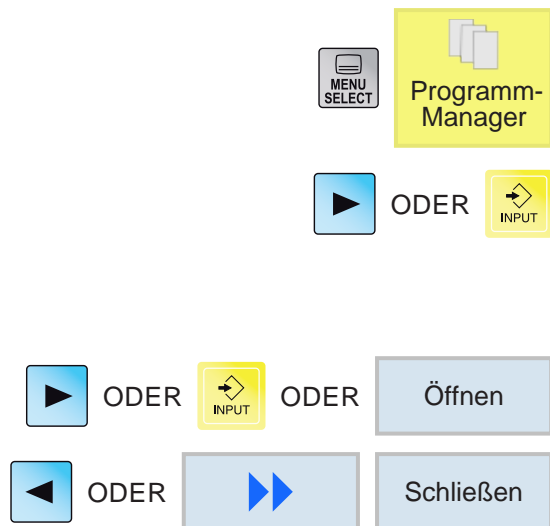 MENU
SELECT
Programm-
Manager
ODER
INPUT
ODER
INPUT
ODER
Öffnen
ODER
Schließen